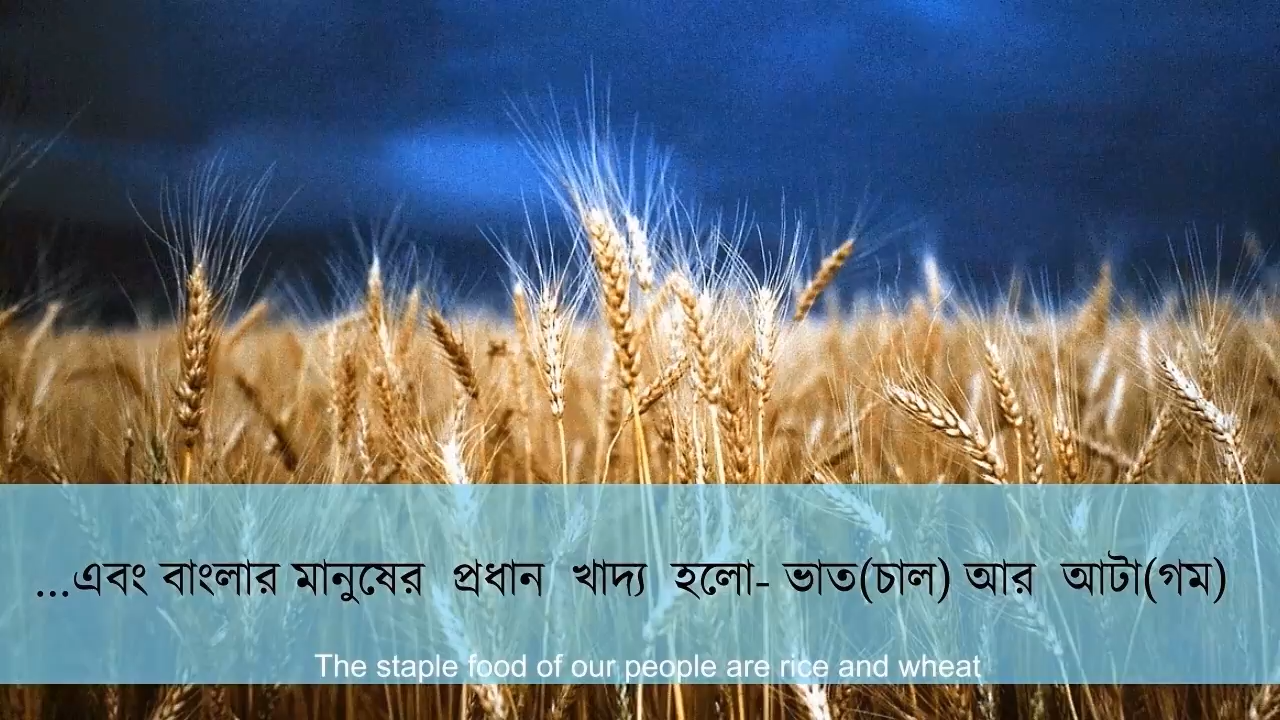 ...এবং বাংলার মানুষের প্রধান খাদ্য হলো- ভাত(চাল) আর আটা(গম)
The staple food of our people are rice and wheat